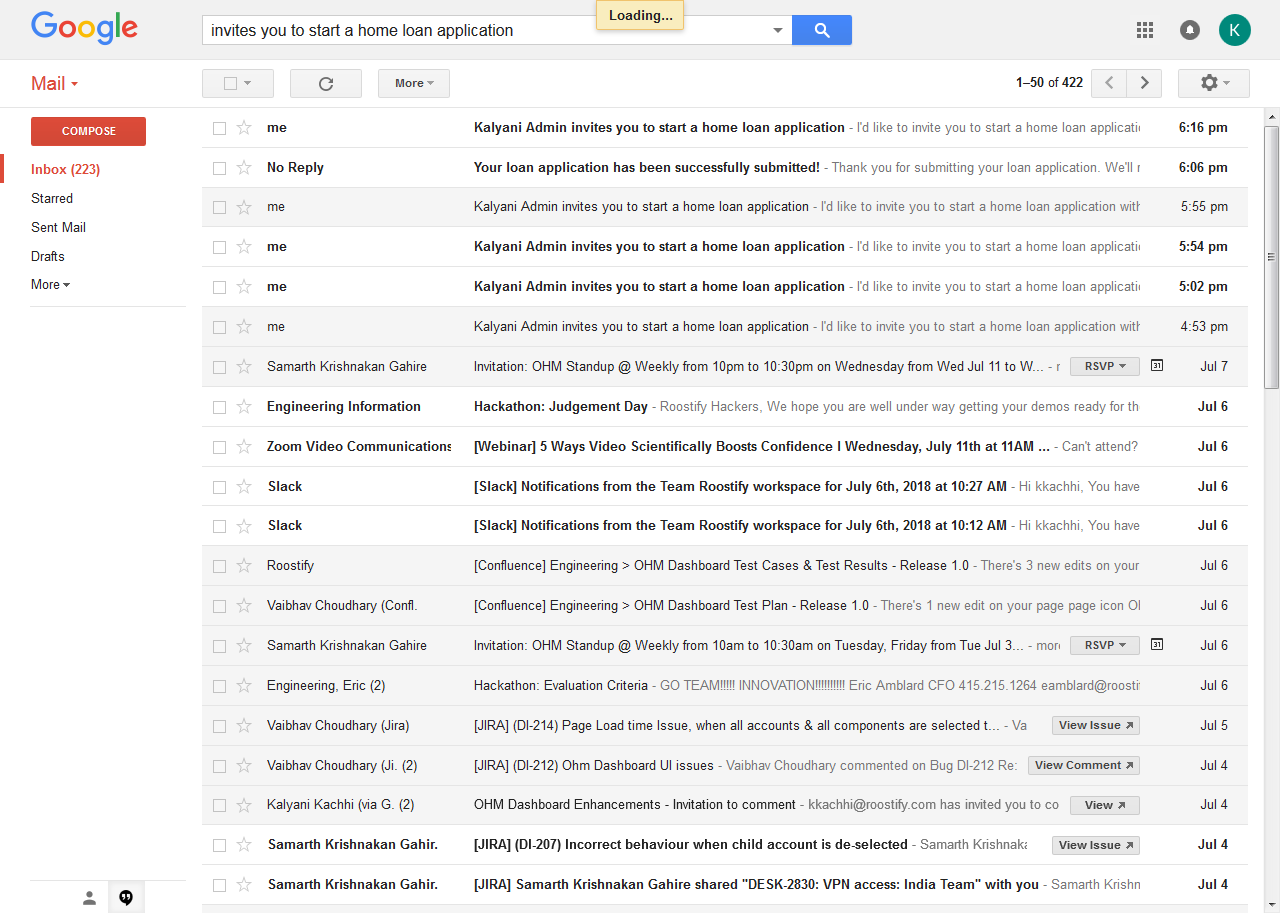 Loading...
Google
invites you to start a home loan application
K
Mail
More
1–50 of 422
COMPOSE
Inbox (223)
Starred
Sent Mail
Drafts
More
me Kalyani Admin invites you to start a home loan application - I'd like to invite you to start a home loan applicatio 6:16 pm
No Reply Your loan application has been successfully submitted! - Thank you for submitting your loan application. We'll 6:06 pm
me Kalyani Admin invites you to start a home loan application - I'd like to invite you to start a home loan application with 5:55 pm
me Kalyani Admin invites you to start a home loan application - I'd like to invite you to start a home loan applicatio 5:54 pm
me Kalyani Admin invites you to start a home loan application - I'd like to invite you to start a home loan applicatio 5:02 pm
me Kalyani Admin invites you to start a home loan application - I'd like to invite you to start a home loan application with 4:53 pm
Samarth Krishnakan Gahire Invitation: OHM Standup @ Weekly from 10pm to 10:30pm on Wednesday from Wed Jul 11 to W... - RSVP 31 Jul 7
Engineering Information Hackathon: Judgement Day - Roostify Hackers, We hope you are well under way getting your demos ready for th Jul 6
Zoom Video Communications [Webinar] 5 Ways Video Scientifically Boosts Confidence I Wednesday, July 11th at 11AM ... - Can't attend? Jul 6
Slack [Slack] Notifications from the Team Roostify workspace for July 6th, 2018 at 10:27 AM - Hi kkachhi, You have Jul 6
Slack [Slack] Notifications from the Team Roostify workspace for July 6th, 2018 at 10:12 AM - Hi kkachhi, You have Jul 6
Roostify [Confluence] Engineering > OHM Dashboard Test Cases & Test Results - Release 1.0 - There's 3 new edits on your Jul 6
Vaibhav Choudhary (Confl. [Confluence] Engineering > OHM Dashboard Test Plan - Release 1.0 - There's 1 new edit on your page page icon Jul 6
Samarth Krishnakan Gahire Invitation: OHM Standup @ Weekly from 10am to 10:30am on Tuesday, Friday from Tue Jul 3... - more RSVP 31 Jul 6
Engineering, Eric (2) Hackathon: Evaluation Criteria - GO TEAM!!!!! INNOVATION!!!!!!!!!! Eric Amblard CFO 415.215.1264 eamblard@roosti Jul 6
Vaibhav Choudhary (Jira) [JIRA] (DI-214) Page Load time Issue, when all accounts & all components are selected t... - Va View Issue Jul 5
Vaibhav Choudhary (Ji. (2) [JIRA] (DI-212) Ohm Dashboard UI issues - Vaibhav Choudhary commented on Bug DI-212 Re: View Comment Jul 4
Kalyani Kachhi (via G. (2) OHM Dashboard Enhancements - Invitation to comment - kkachhi@roostify.com has invited you to co View Jul 4
Samarth Krishnakan Gahir. [JIRA] (DI-207) Incorrect behaviour when child account is de-selected - Samarth Krishnaka View Issue Jul 4
Samarth Krishnakan Gahir. [JIRA] Samarth Krishnakan Gahire shared "DESK-2830: VPN access: India Team" with you - Samarth Krishn Jul 4